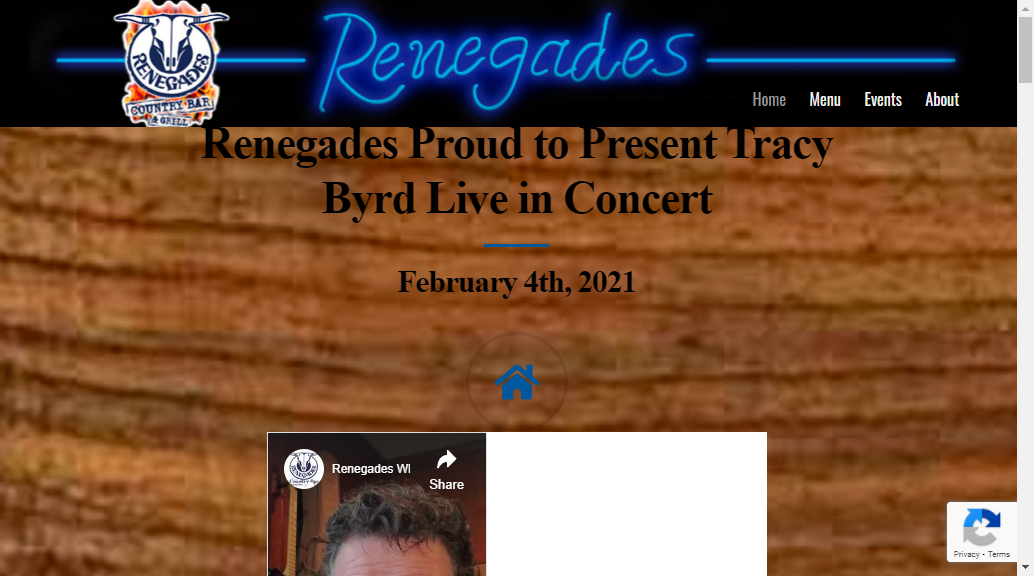 RENEGADES
COUNTRY BAR
& GRILL
Renegades
Home Menu Events About
Renegades Proud to Present Tracy
Byrd Live in Concert
February 4th, 2021
Renegades WI
Share
Privacy - Terms